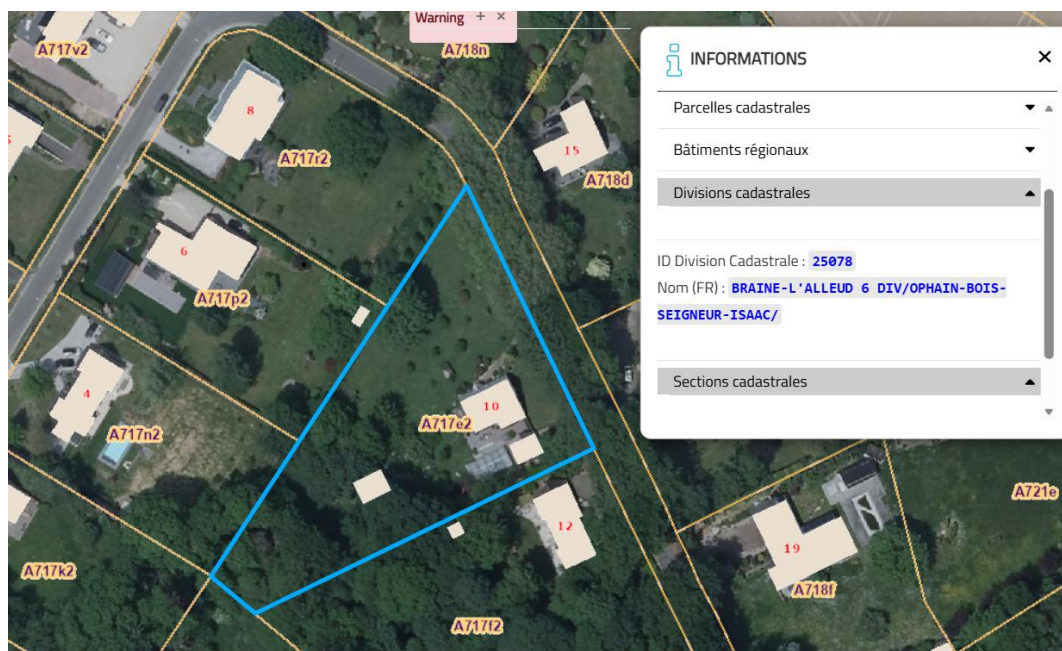 Warning + ×
A717v2
A718n
8
15
A717r2
A718d
6
A717p2
4
10
A717n2
A717e2
12
A721e
19
A717k2
A718f
A717f2
INFORMATIONS ×
Parcelles cadastrales
Bâtiments régionaux
Divisions cadastrales
ID Division Cadastrale : 25078
Nom (FR) : BRAINE-L'ALLEUD 6 DIV/OPHAIN-BOIS-
SEIGNEUR-ISAAC/
Sections cadastrales